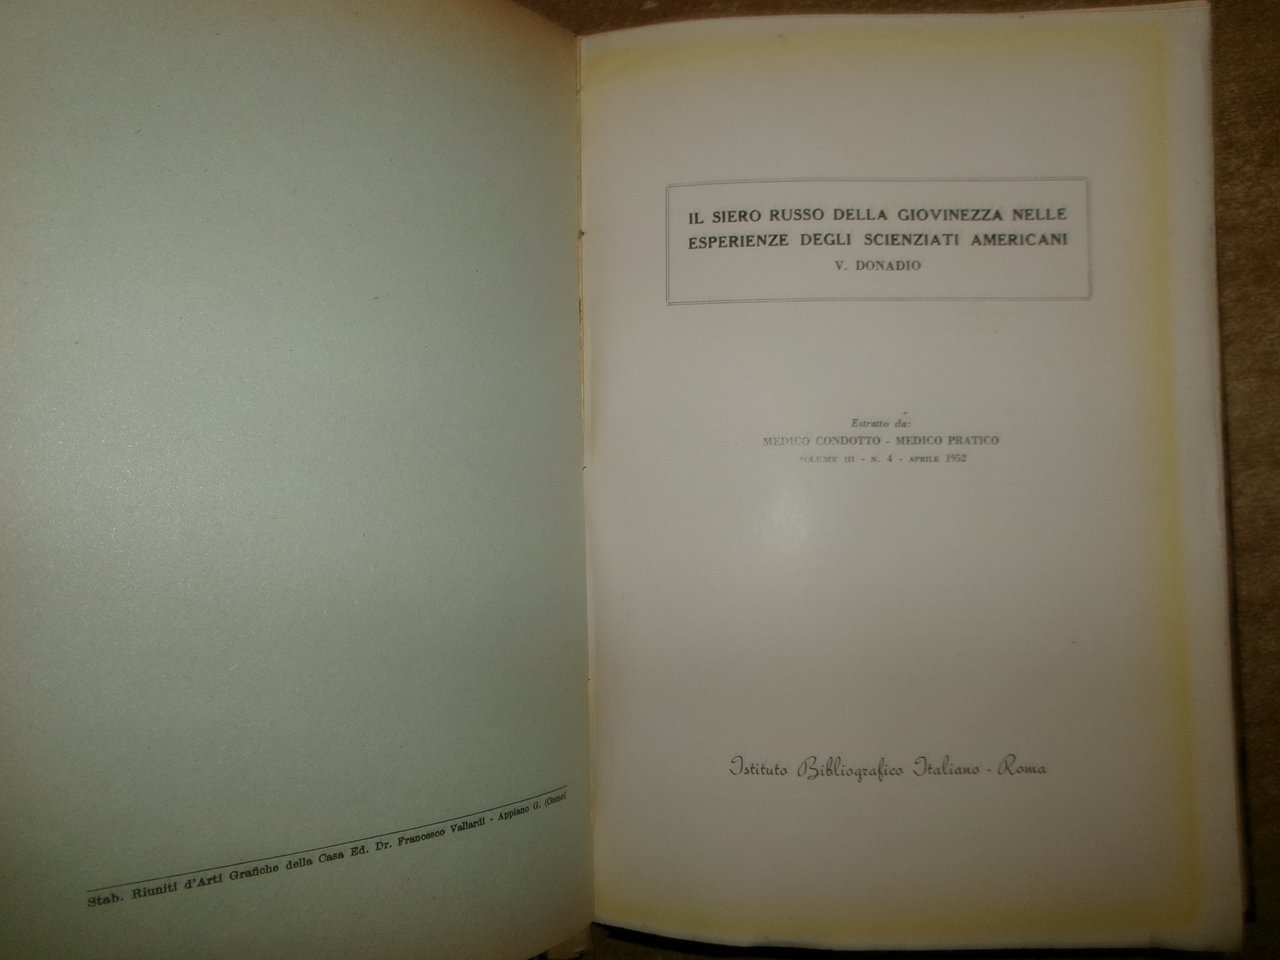 Stab. Riuniti d'Arti Grafiche della Casa Ed. Dr. Francesco Vallardi - Appiano G. (Como)
IL SIERO RUSSO DELLA GIOVINEZZA NELLE
ESPERIENZE DEGLI SCIENZIATI AMERICANI
V. DONADIO
Estratto da:
MEDICO CONDOTTO - MEDICO PRATICO
VOLUME III - N. 4 - APRILE 1952
Istituto Bibliografico Italiano - Roma